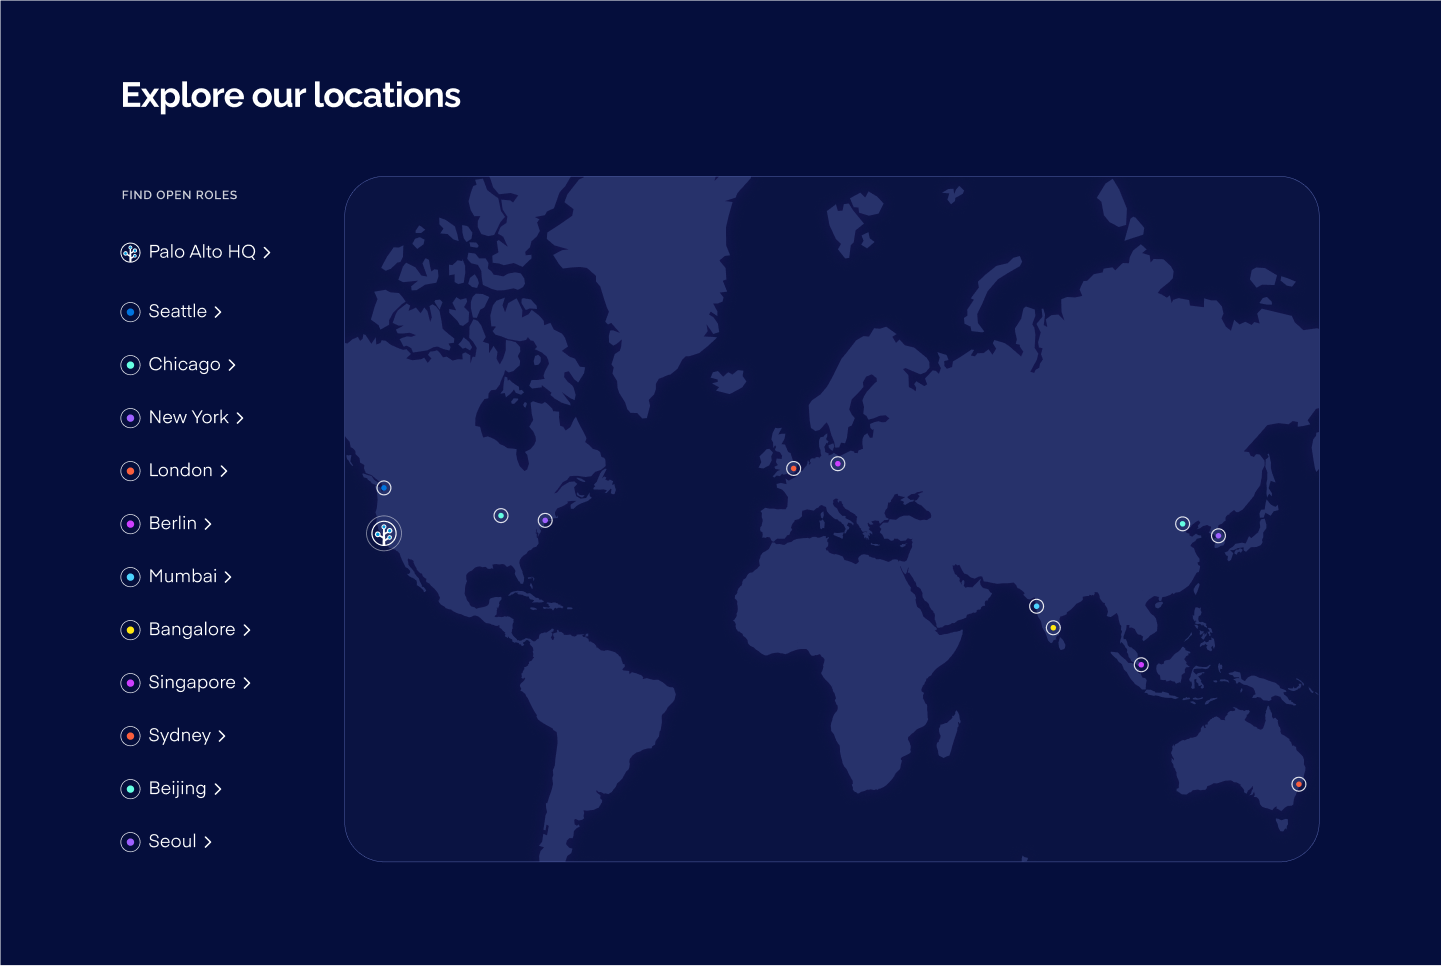 Explore our locations
FIND OPEN ROLES
Palo Alto HQ
Seattle
Chicago
New York
London
Berlin
Mumbai
Bangalore
Singapore
Sydney
Beijing
Seoul